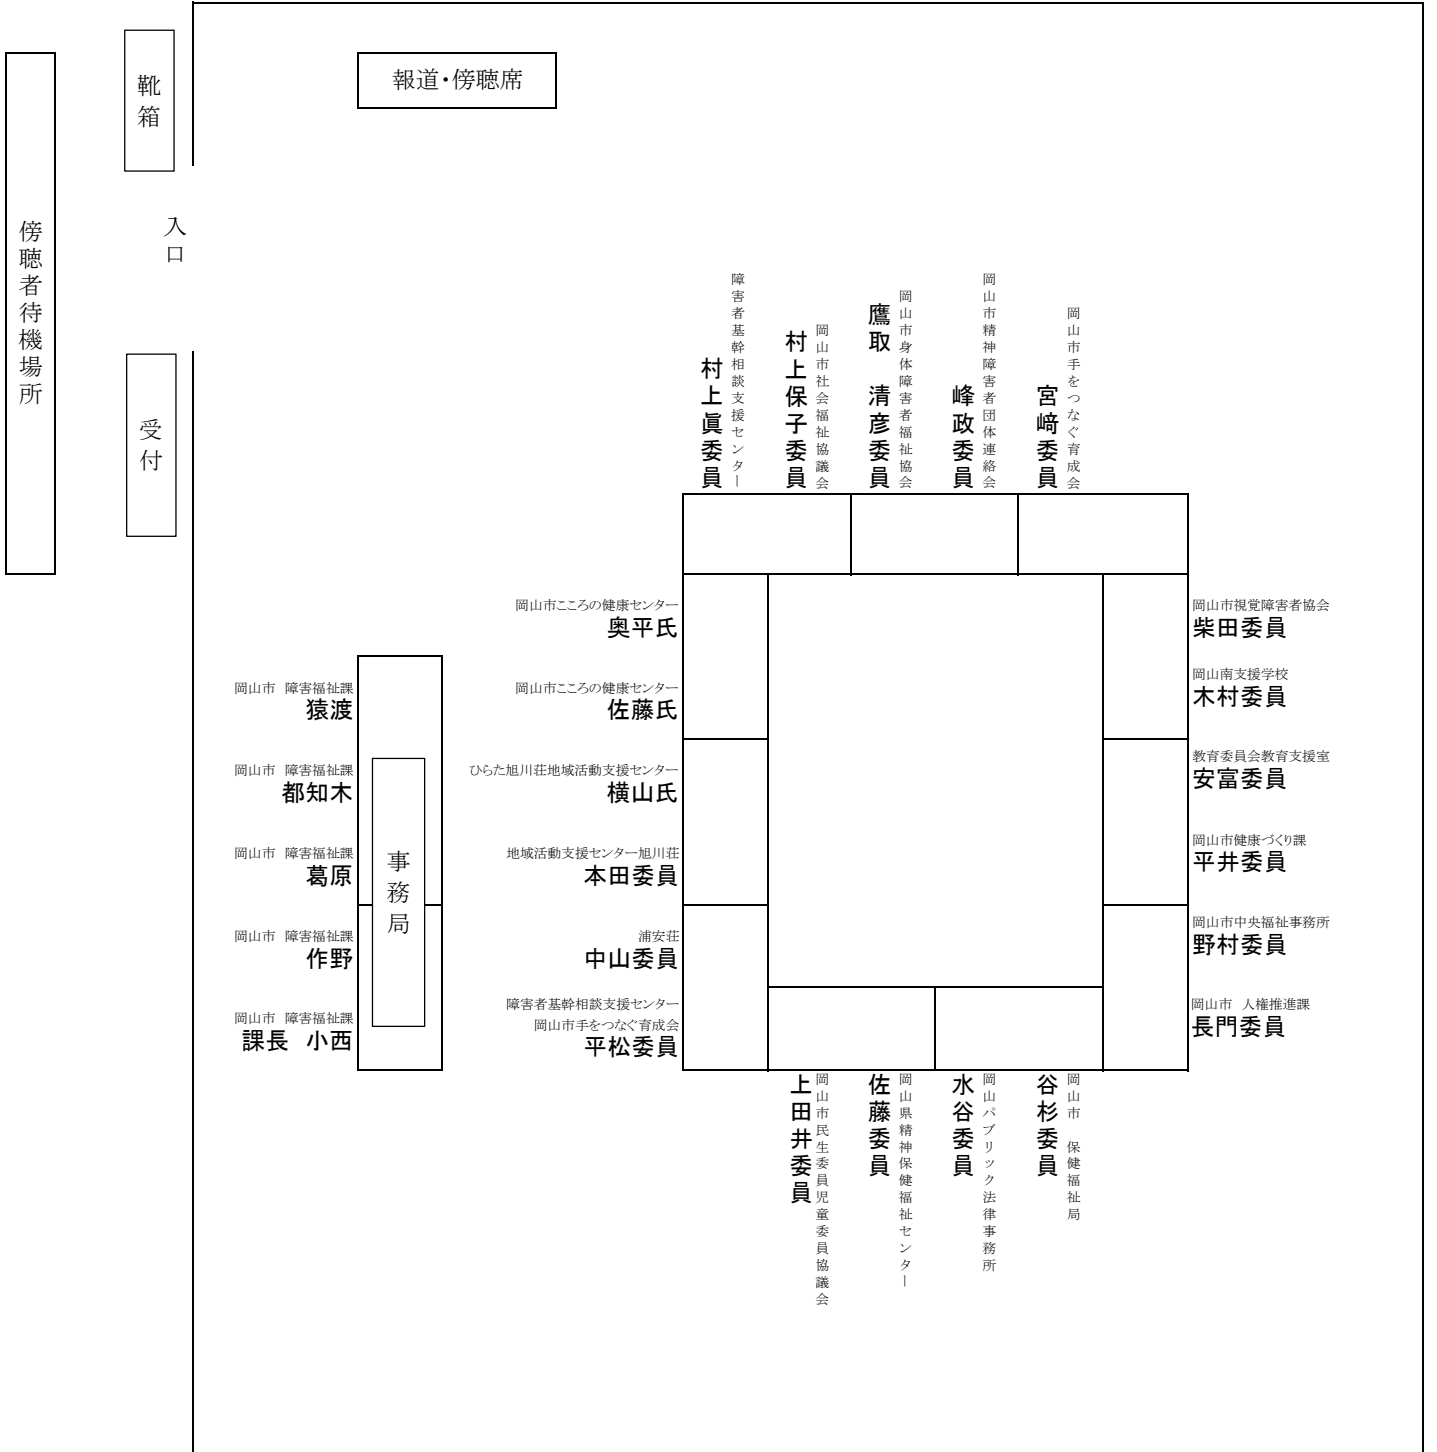 報道・傍聴席
靴箱
入口
傍聴者待機場所
受付
障害者基幹相談支援センター
村上眞委員
岡山市社会福祉協議会
村上保子委員
岡山市身体障害者福祉協会
鷹取　清彦委員
岡山市精神障害者団体連絡会
峰政委員
岡山市手をつなぐ育成会
宮﨑委員
岡山市こころの健康センター
奥平氏
岡山市こころの健康センター
佐藤氏
ひらた旭川荘地域活動支援センター
横山氏
地域活動支援センター旭川荘
本田委員
浦安荘
中山委員
障害者基幹相談支援センター
岡山市手をつなぐ育成会
平松委員
岡山市視覚障害者協会
柴田委員
岡山南支援学校
木村委員
教育委員会教育支援室
安富委員
岡山市健康づくり課
平井委員
岡山市中央福祉事務所
野村委員
岡山市　人権推進課
長門委員
岡山市　障害福祉課
猿渡
岡山市　障害福祉課
都知木
岡山市　障害福祉課
葛原
岡山市　障害福祉課
作野
岡山市　障害福祉課
課長　小西
事務局
岡山市民生委員児童委員協議会
上田井委員
岡山県精神保健福祉センター
佐藤委員
岡山パブリック法律事務所
水谷委員
岡山市　保健福祉局
谷杉委員